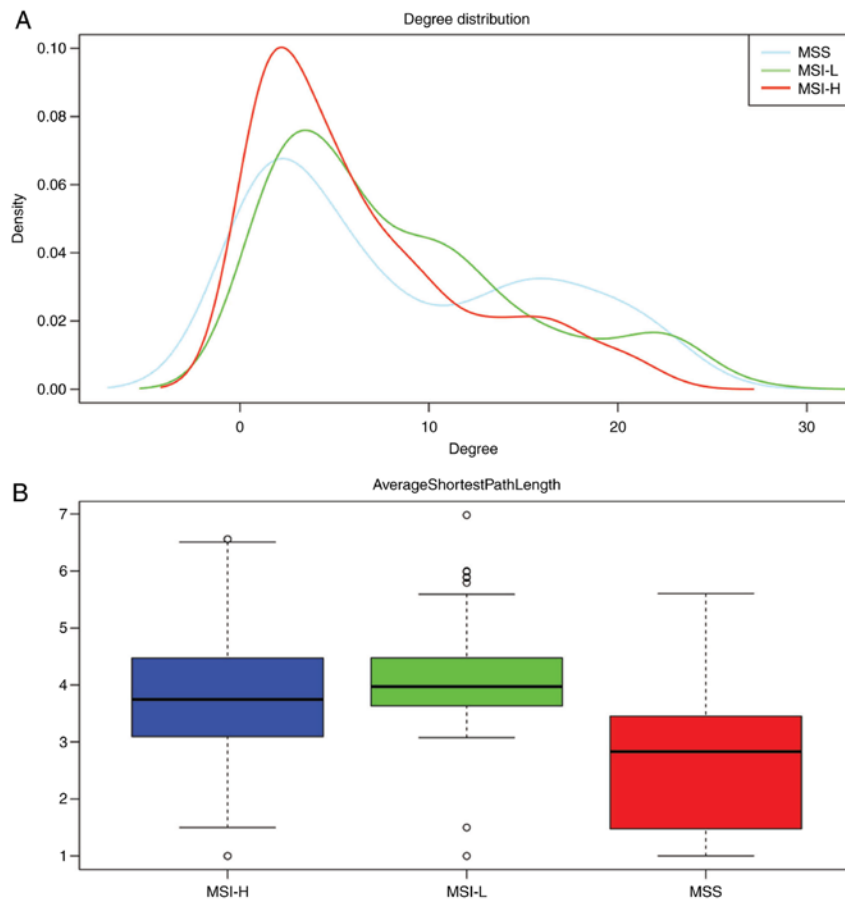 A
Degree distribution
MSS
MSI-L
MSI-H
0.10
0.08
0.06
0.04
0.02
0.00
Density
0 10 20 30
Degree
B
AverageShortestPathLength
7
6
5
4
3
2
1
MSI-H MSI-L MSS